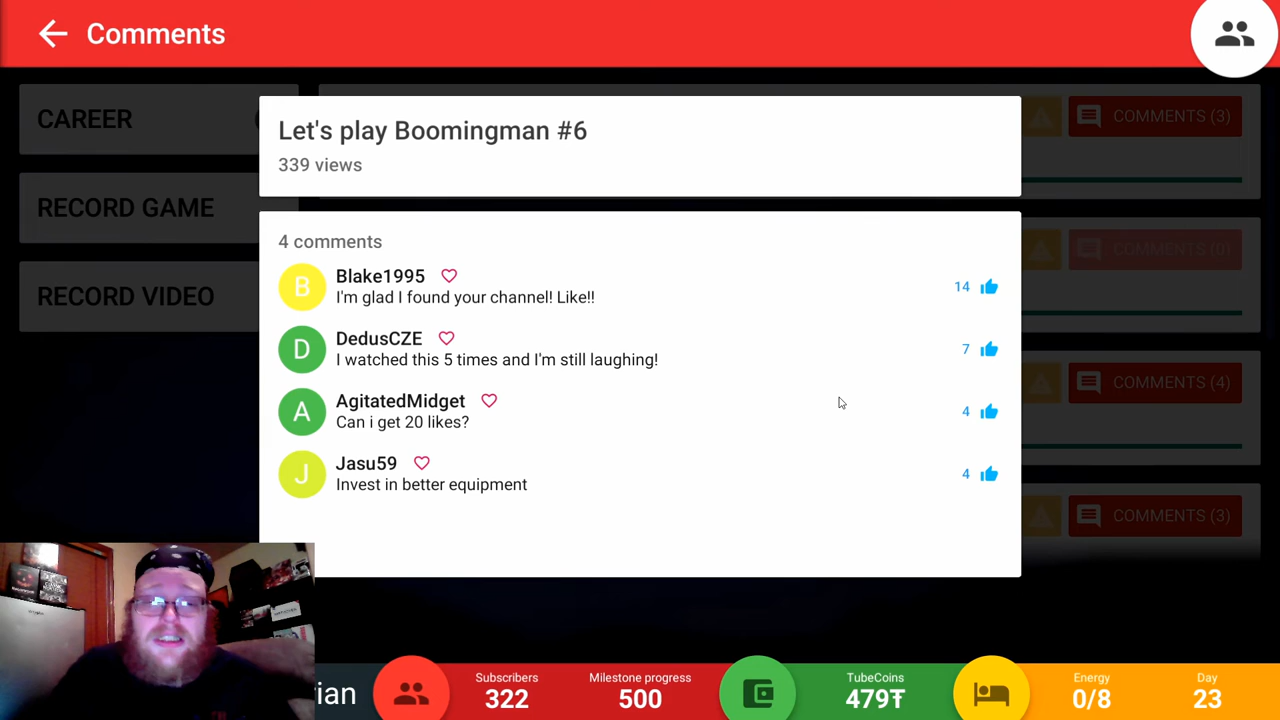 Comments
CAREER
RECORD GAME
RECORD VIDEO
COMMENTS (3)
COMMENTS (0)
COMMENTS (4)
COMMENTS (3)
Let's play Boomingman #6
339 views
4 comments
B
Blake1995
I'm glad I found your channel! Like!!
14
D
DedusCZE
I watched this 5 times and I'm still laughing!
7
A
AgitatedMidget
Can i get 20 likes?
4
J
Jasu59
Invest in better equipment
4
ian
Subscribers
322
Milestone progress
500
TubeCoins
479Ŧ
Energy
0/8
Day
23